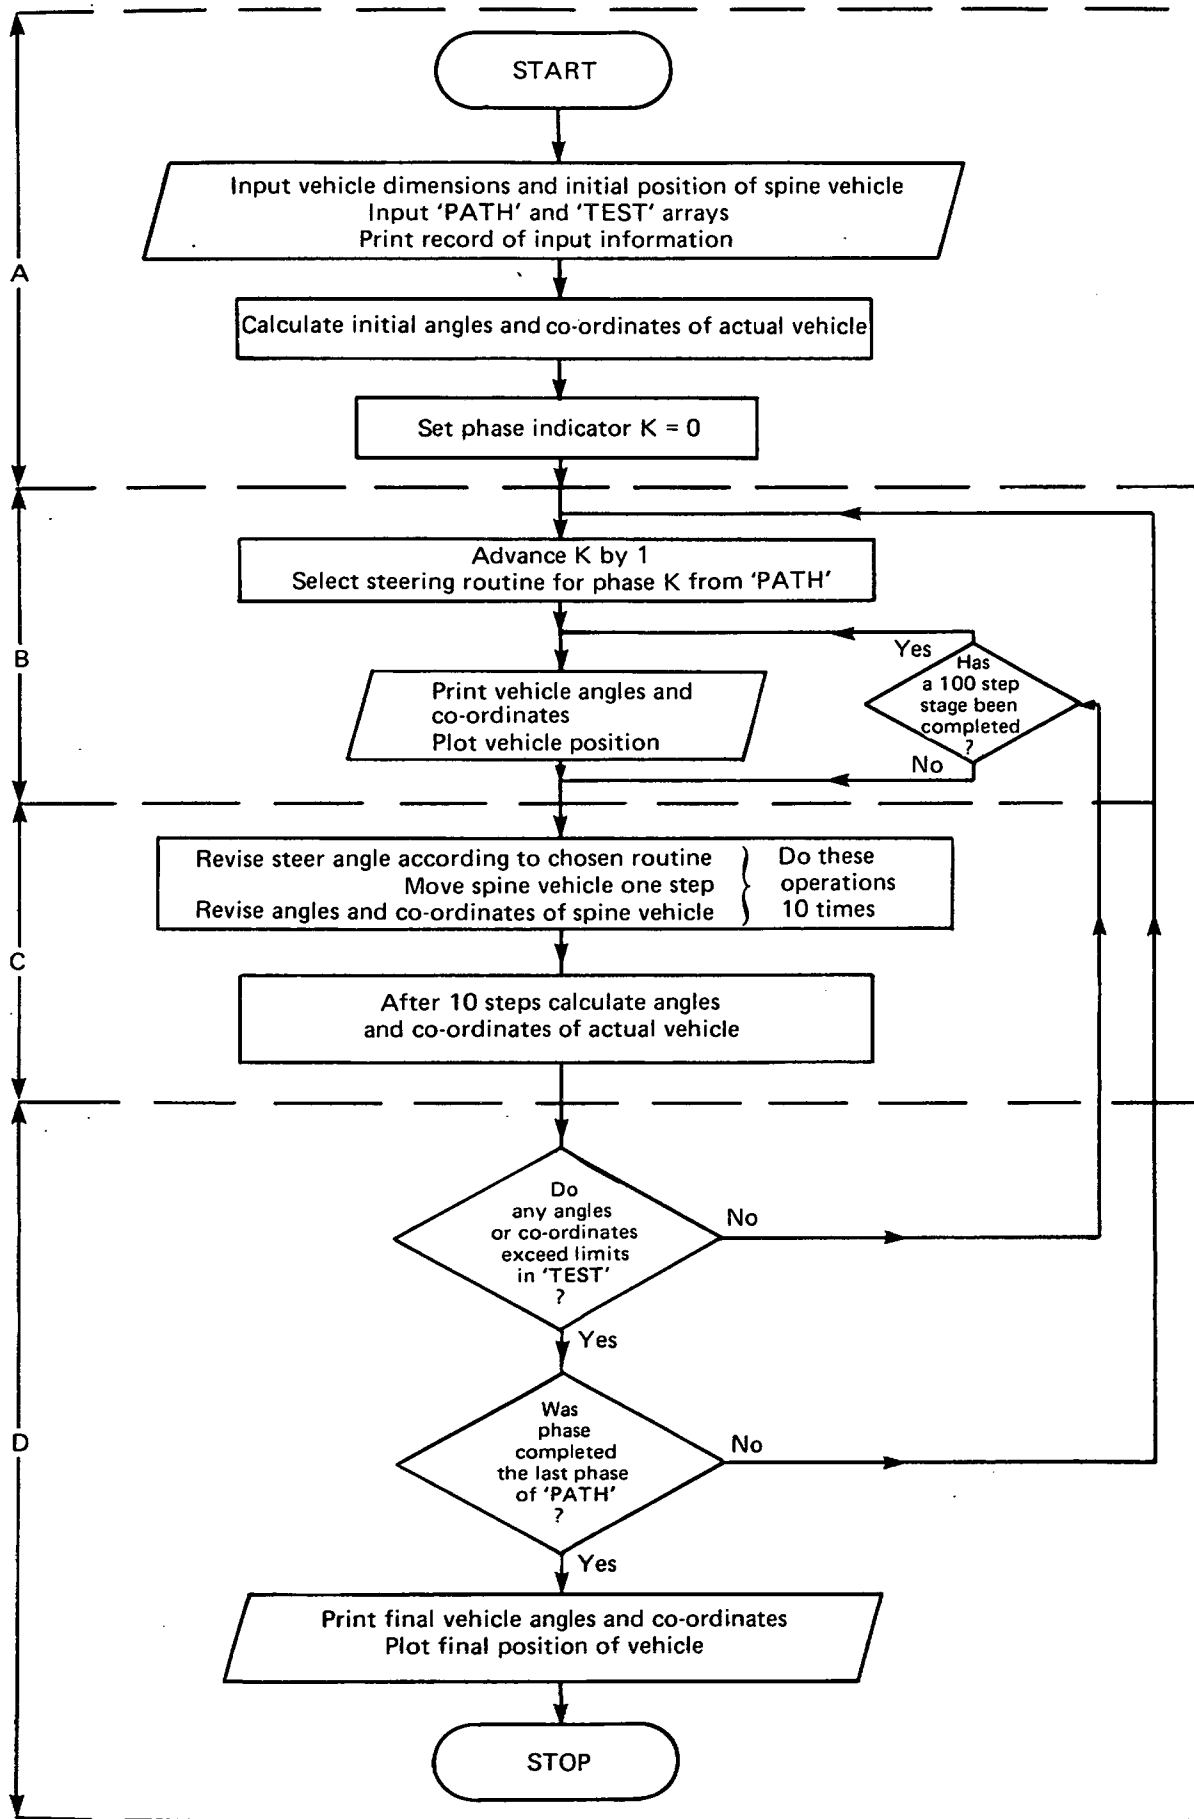 START
Input vehicle dimensions and initial position of spine vehicle
Input ‘PATH’ and ‘TEST’ arrays
Print record of input information
A
Calculate initial angles and co-ordinates of actual vehicle
Set phase indicator K = 0
Advance K by 1
Select steering routine for phase K from ‘PATH’
B
Yes
Has
a 100 step
stage been
completed
?
No
Print vehicle angles and
co-ordinates
Plot vehicle position
Revise steer angle according to chosen routine
Move spine vehicle one step
Revise angles and co-ordinates of spine vehicle
Do these
operations
10 times
C
After 10 steps calculate angles
and co-ordinates of actual vehicle
Do
any angles
or co-ordinates
exceed limits
in ‘TEST’
?
No
Yes
D
Was
phase
completed
the last phase
of ‘PATH’
?
No
Yes
Print final vehicle angles and co-ordinates
Plot final position of vehicle
STOP